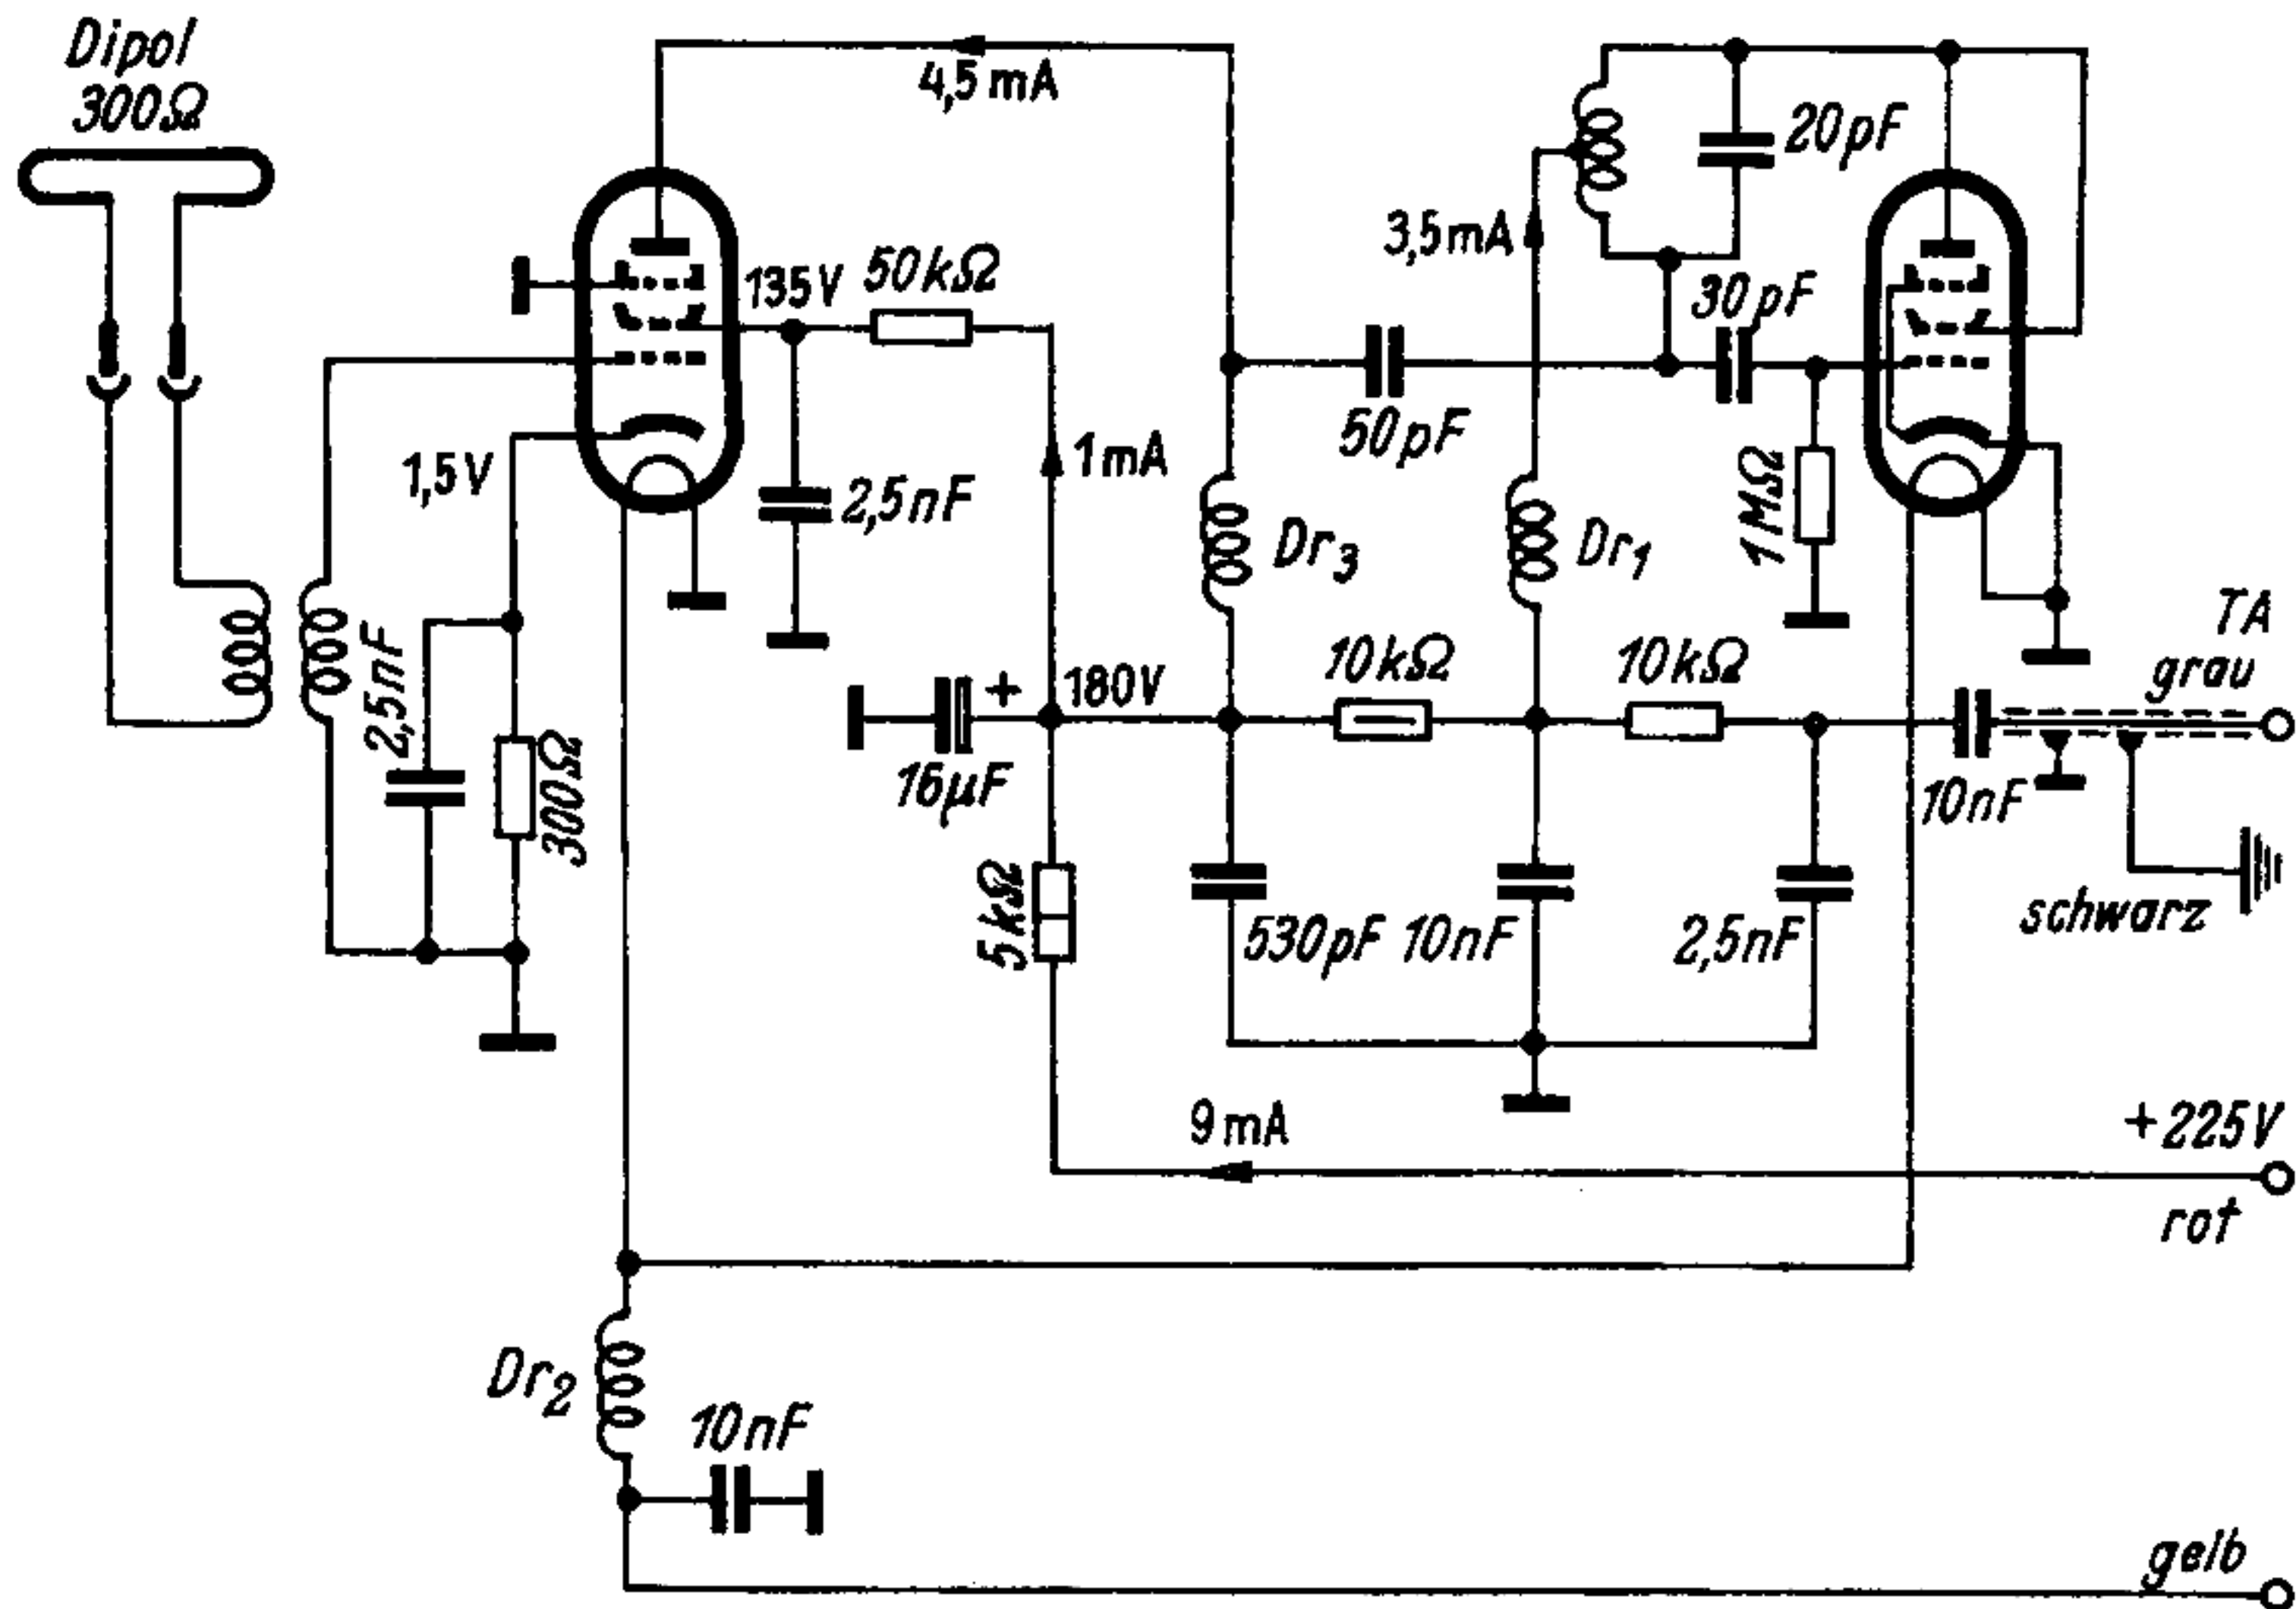 Dipol
300Ω
4,5mA
20pF
3,5mA
135V
50kΩ
30pF
50pF
1,5V
1mA
2,5nF
Dr3
Dr1
1MΩ
TA
grau
2,5nF
300Ω
+
180V
10kΩ
10kΩ
16µF
10nF
5kΩ
530pF
10nF
2,5nF
schwarz
9mA
+225V
rot
Dr2
10nF
gelb